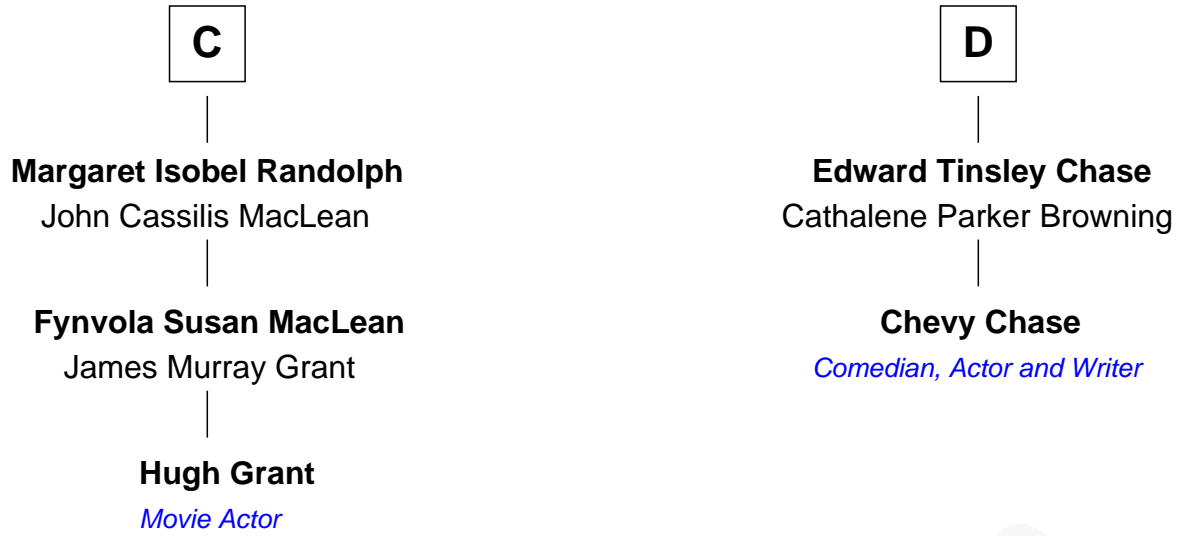 C
Margaret Isobel Randolph
John Cassilis MacLean
Fynvola Susan MacLean
James Murray Grant
Hugh Grant
Movie Actor
D
Edward Tinsley Chase
Cathalene Parker Browning
Chevy Chase
Comedian, Actor and Writer